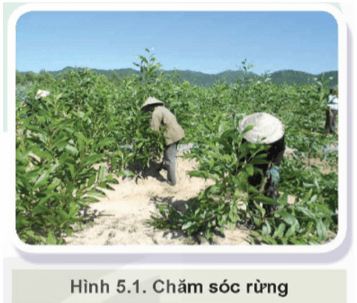 Hình 5.1. Chăm sóc rừng